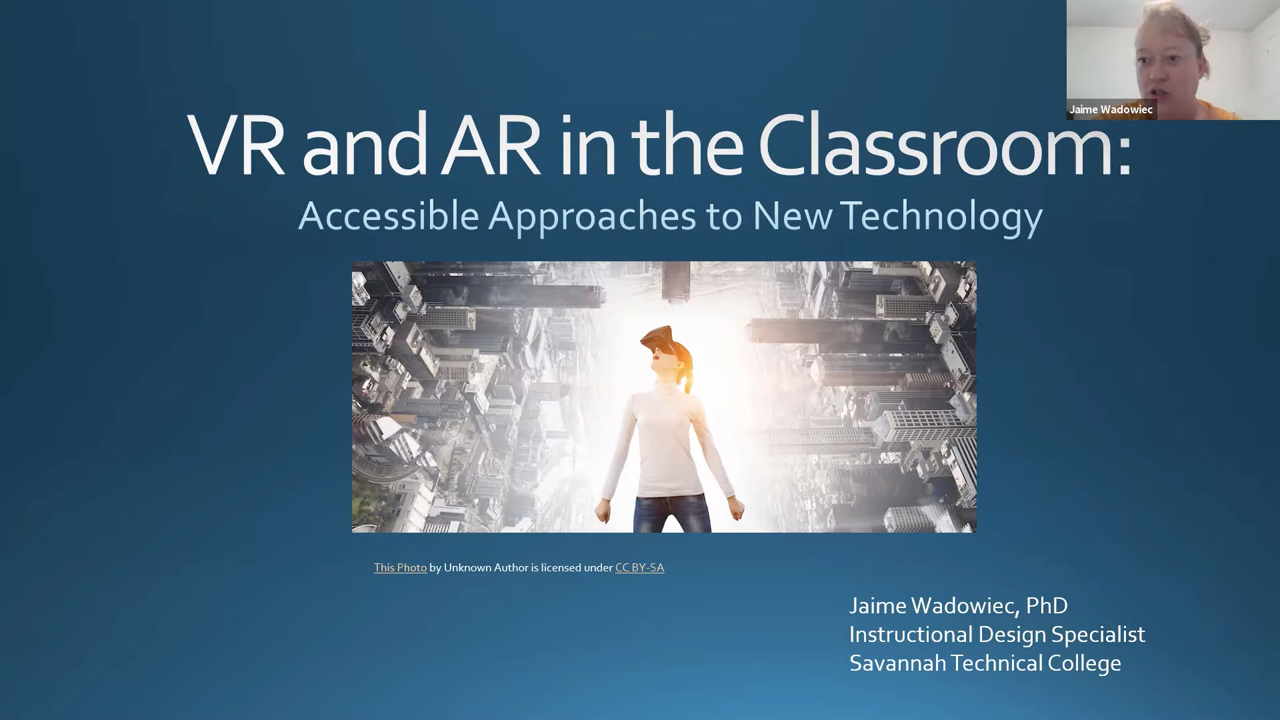 Jaime Wadowiec
VR and AR in the Classroom:
Accessible Approaches to New Technology
This Photo by Unknown Author is licensed under CC BY-SA
Jaime Wadowiec, PhD
Instructional Design Specialist
Savannah Technical College